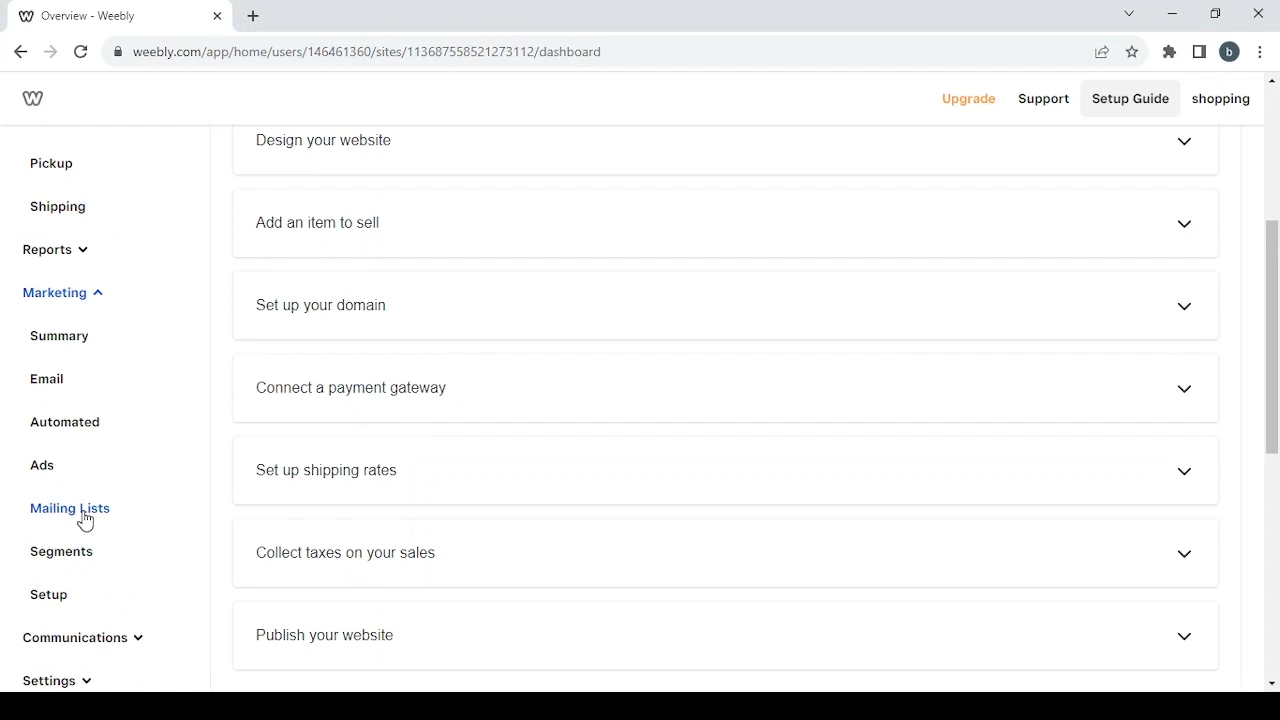 Overview - Weebly
weebly.com/app/home/users/146461360/sites/113687558521273112/dashboard
b
Upgrade
Support
Setup Guide
shopping
Pickup
Shipping
Reports
Marketing
Summary
Email
Automated
Ads
Mailing Lists
Segments
Setup
Communications
Settings
Design your website
Add an item to sell
Set up your domain
Connect a payment gateway
Set up shipping rates
Collect taxes on your sales
Publish your website